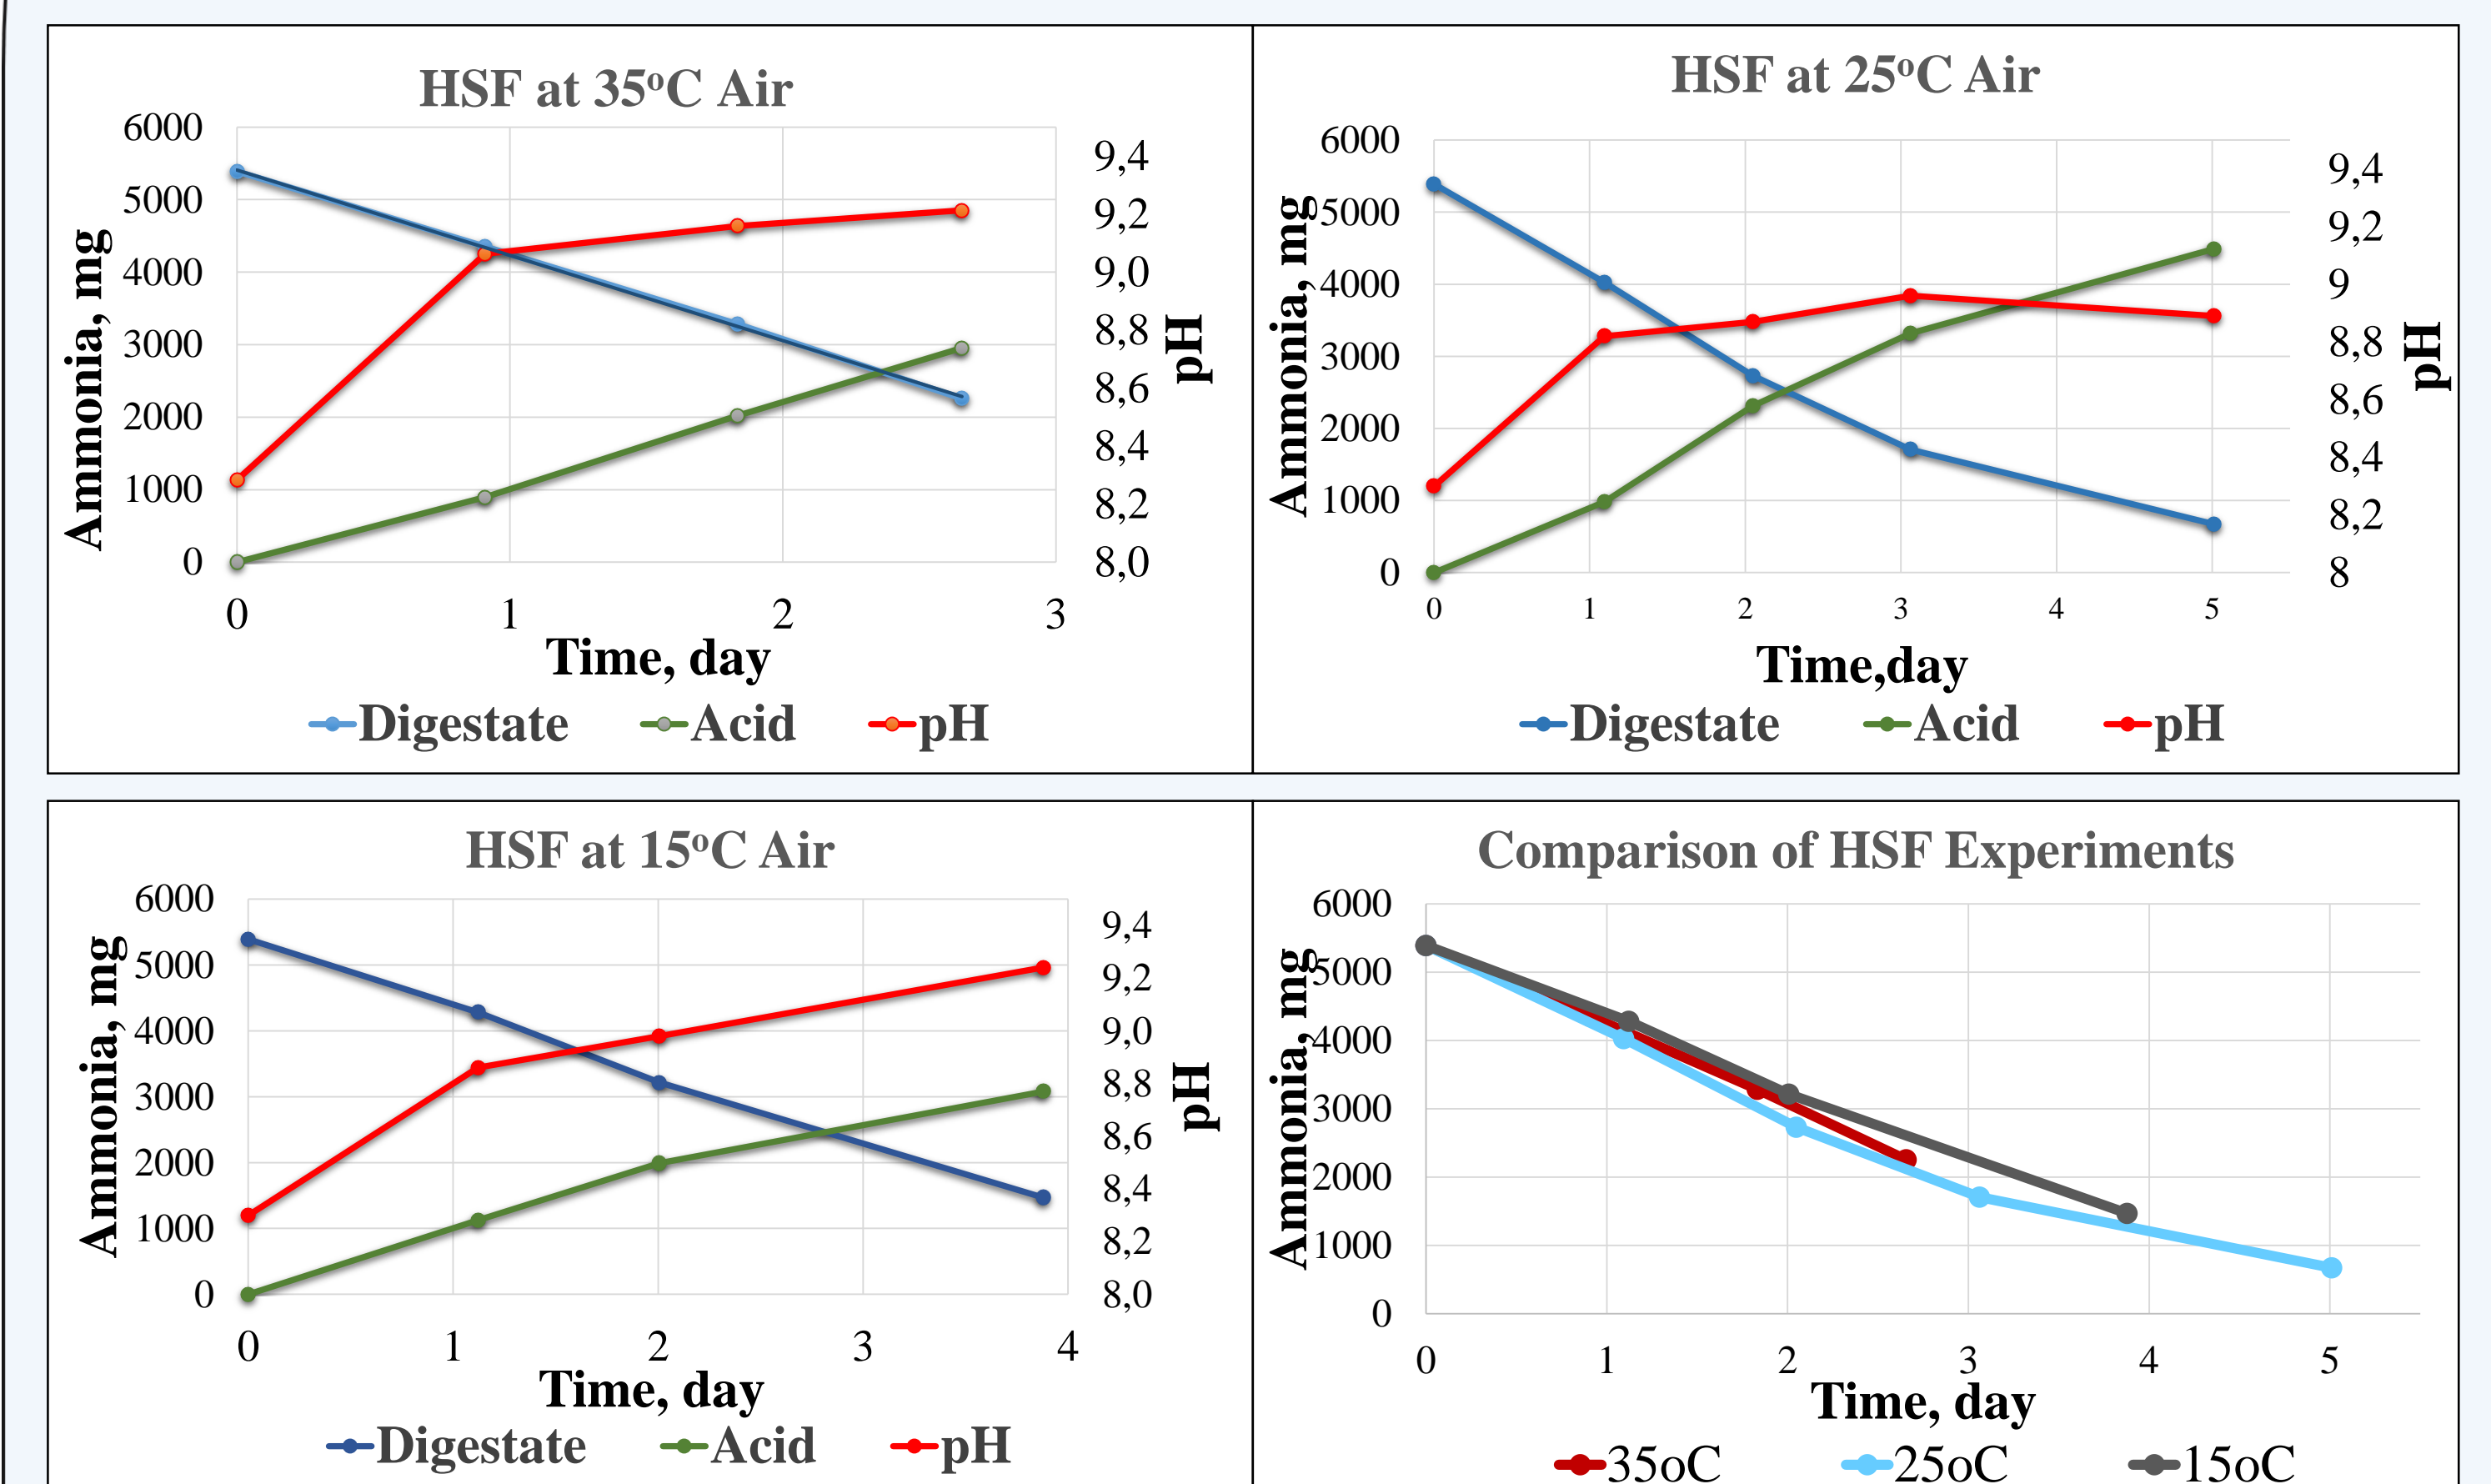 HSF at 35ºC Air
6000
5000
4000
3000
2000
1000
0
Ammonia, mg
9,4
9,2
9,0
8,8
8,6
8,4
8,2
8,0
pH
0 1 2 3
Time, day
Digestate Acid pH
HSF at 25ºC Air
6000
5000
4000
3000
2000
1000
0
Ammonia, mg
9,4
9,2
9
8,8
8,6
8,4
8,2
8
pH
0 1 2 3 4 5
Time,day
Digestate Acid pH
HSF at 15ºC Air
6000
5000
4000
3000
2000
1000
0
Ammonia, mg
9,4
9,2
9,0
8,8
8,6
8,4
8,2
8,0
pH
0 1 2 3 4
Time, day
Digestate Acid pH
Comparison of HSF Experiments
6000
5000
4000
3000
2000
1000
0
Ammonia, mg
0 1 2 3 4 5
Time, day
35oC 25oC 15oC